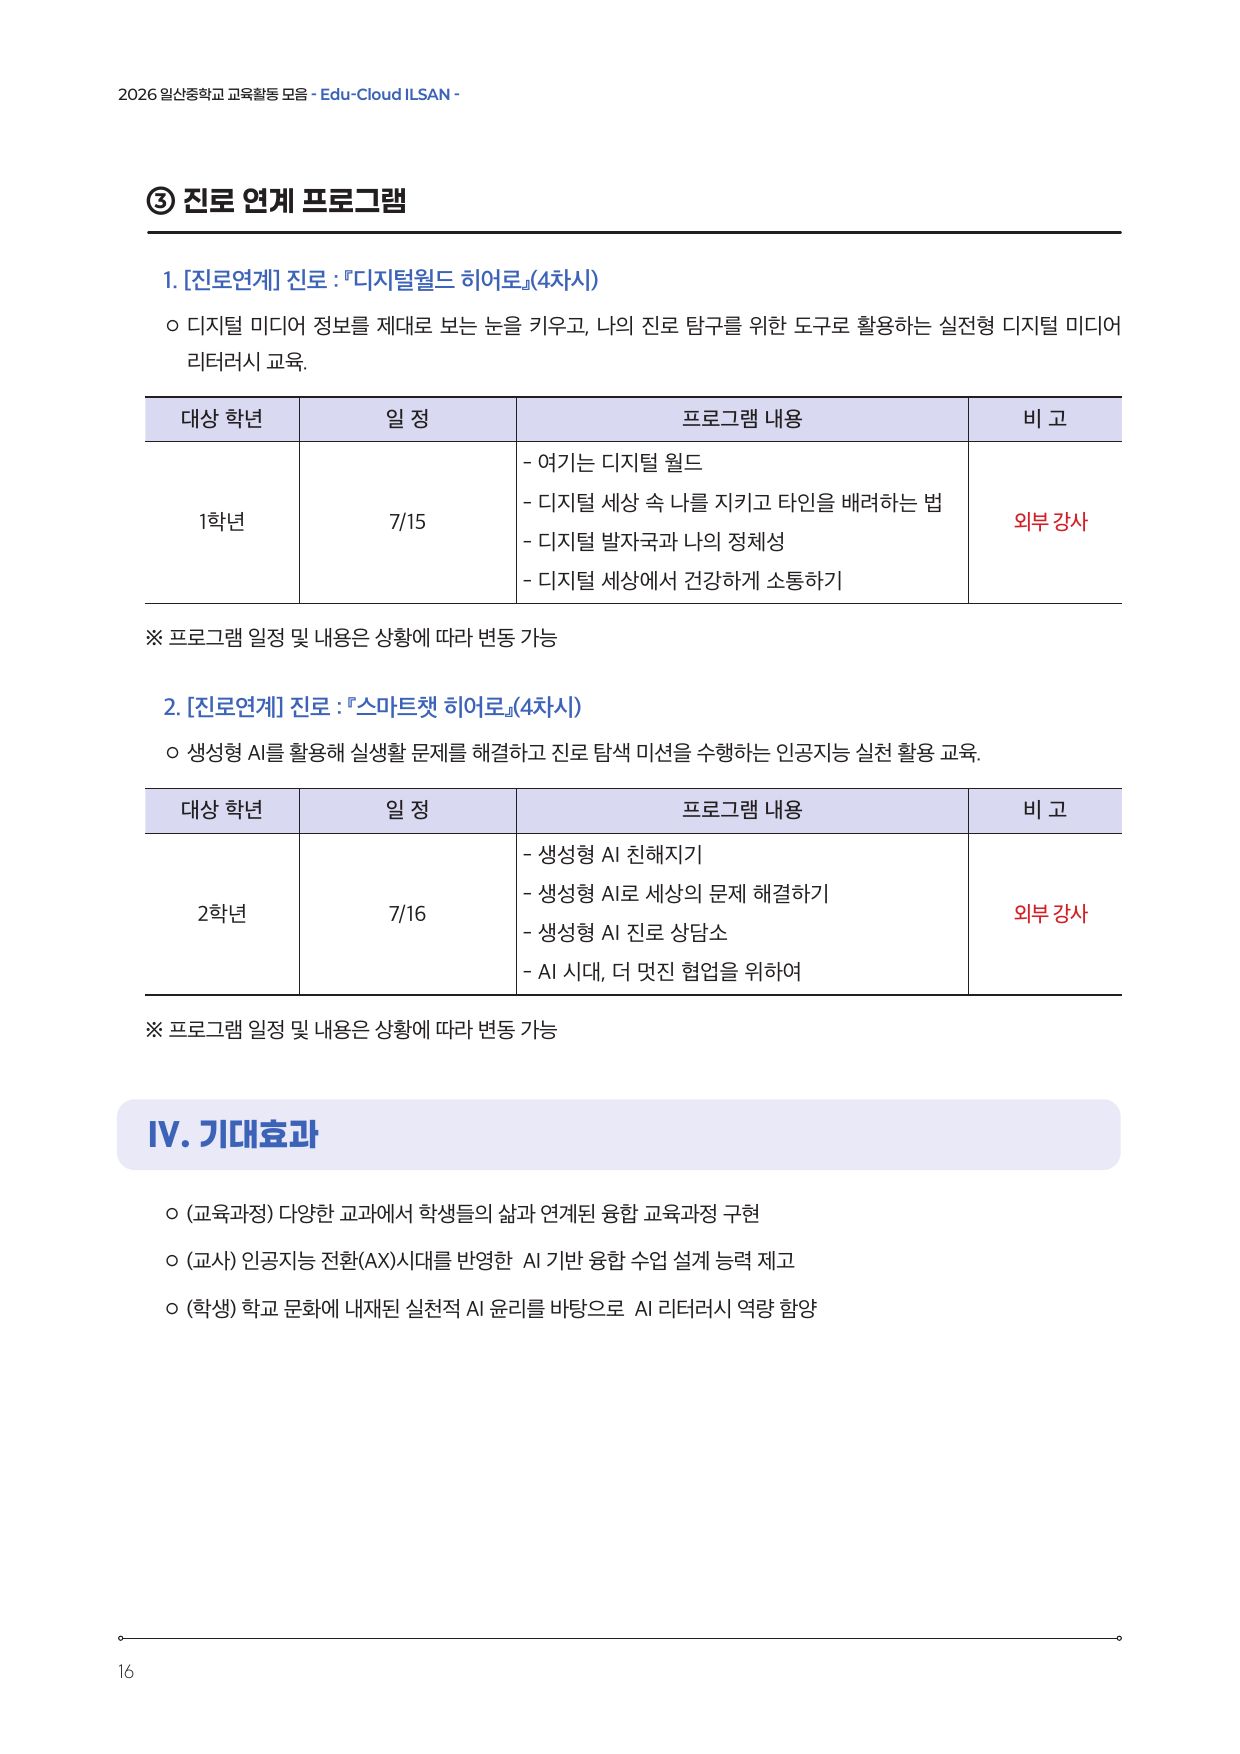 2026 일산중학교 교육활동 모음 - Edu-Cloud ILSAN -
③ 진로 연계 프로그램
1. [진로연계] 진로 : 『디지털월드 히어로』(4차시)
○ 디지털 미디어 정보를 제대로 보는 눈을 키우고, 나의 진로 탐구를 위한 도구로 활용하는 실전형 디지털 미디어
리터러시 교육.
대상 학년 일 정 프로그램 내용 비 고
- 여기는 디지털 월드
- 디지털 세상 속 나를 지키고 타인을 배려하는 법
1학년 7/15 외부 강사
- 디지털 발자국과 나의 정체성
- 디지털 세상에서 건강하게 소통하기
※ 프로그램 일정 및 내용은 상황에 따라 변동 가능
2. [진로연계] 진로 : 『스마트챗 히어로』(4차시)
○ 생성형 AI를 활용해 실생활 문제를 해결하고 진로 탐색 미션을 수행하는 인공지능 실천 활용 교육.
대상 학년 일 정 프로그램 내용 비 고
- 생성형 AI 친해지기
- 생성형 AI로 세상의 문제 해결하기
2학년 7/16 외부 강사
- 생성형 AI 진로 상담소
- AI 시대, 더 멋진 협업을 위하여
※ 프로그램 일정 및 내용은 상황에 따라 변동 가능
Ⅳ. 기대효과
○ (교육과정) 다양한 교과에서 학생들의 삶과 연계된 융합 교육과정 구현
○ (교사) 인공지능 전환(AX)시대를 반영한 AI 기반 융합 수업 설계 능력 제고
○ (학생) 학교 문화에 내재된 실천적 AI 윤리를 바탕으로 AI 리터러시 역량 함양
16